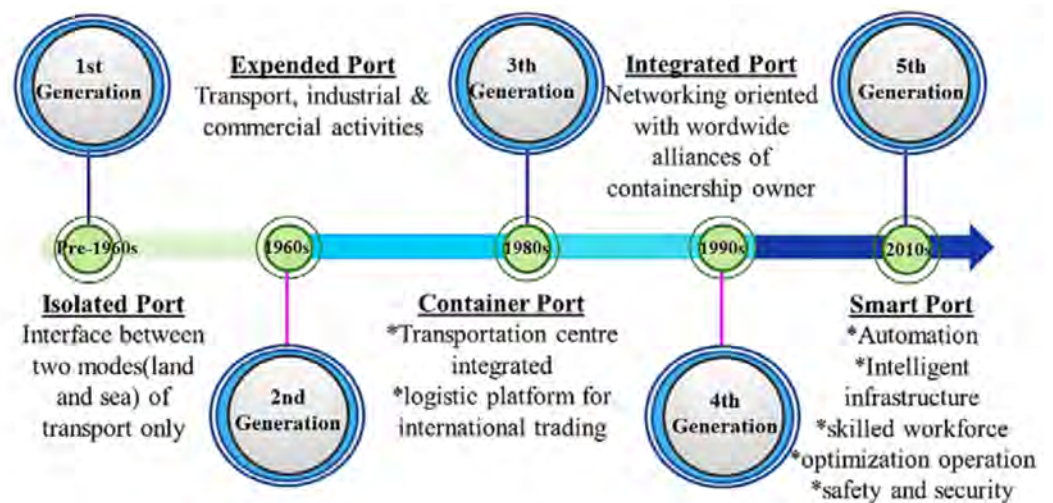 1st
Generation
Expended Port
Transport, industrial &
commercial activities
3th
Generation
Integrated Port
Networking oriented
with wordwide
alliances of
containership owner
5th
Generation
Pre-1960s
1960s
1980s
1990s
2010s
Isolated Port
Interface between
two modes(land
and sea) of
transport only
2nd
Generation
Container Port
*Transportation centre
integrated
*logistic platform for
international trading
4th
Generation
Smart Port
*Automation
*Intelligent
infrastructure
*skilled workforce
*optimization operation
*safety and security